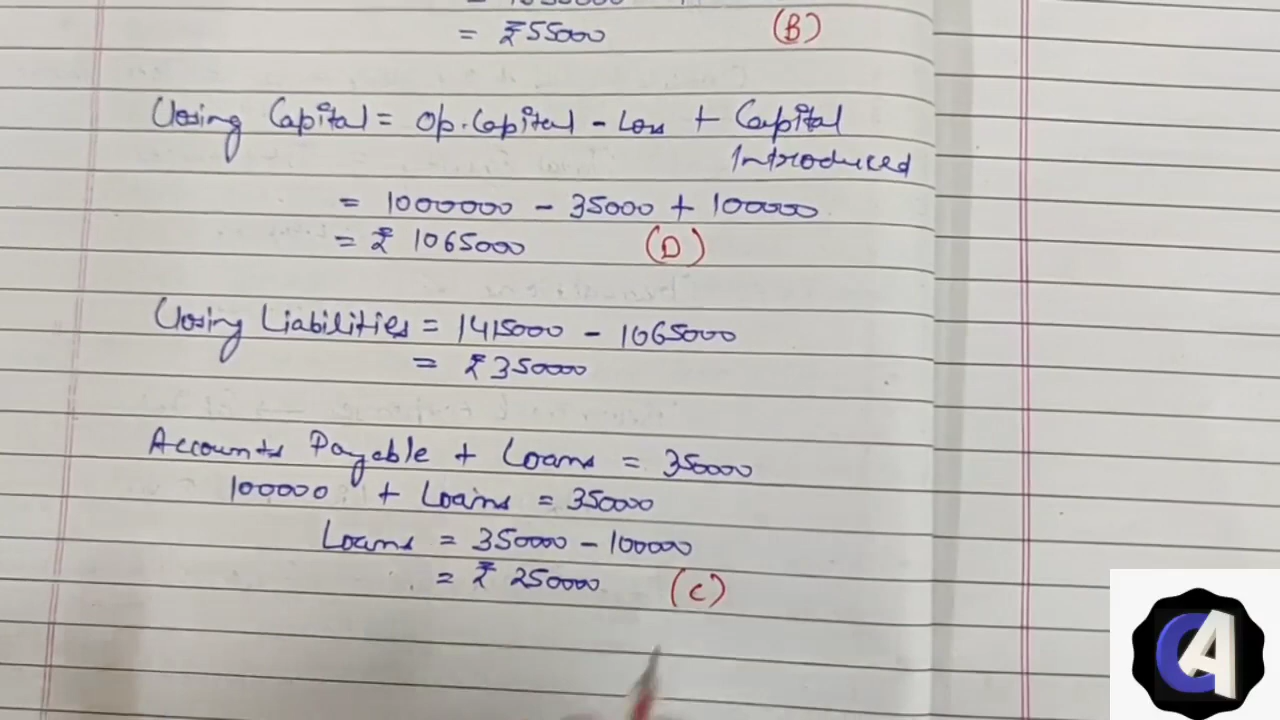 = ₹55000 (B)
Closing Capital = Op. Capital - Loss + Capital
Introduced
= 1000000 - 35000 + 100000
= ₹ 1065000 (D)
Closing Liabilities = 1415000 - 1065000
= ₹350000
Accounts Payable + Loans = 350000
100000 + Loans = 350000
Loans = 350000 - 100000
= ₹ 250000 (C)
CA